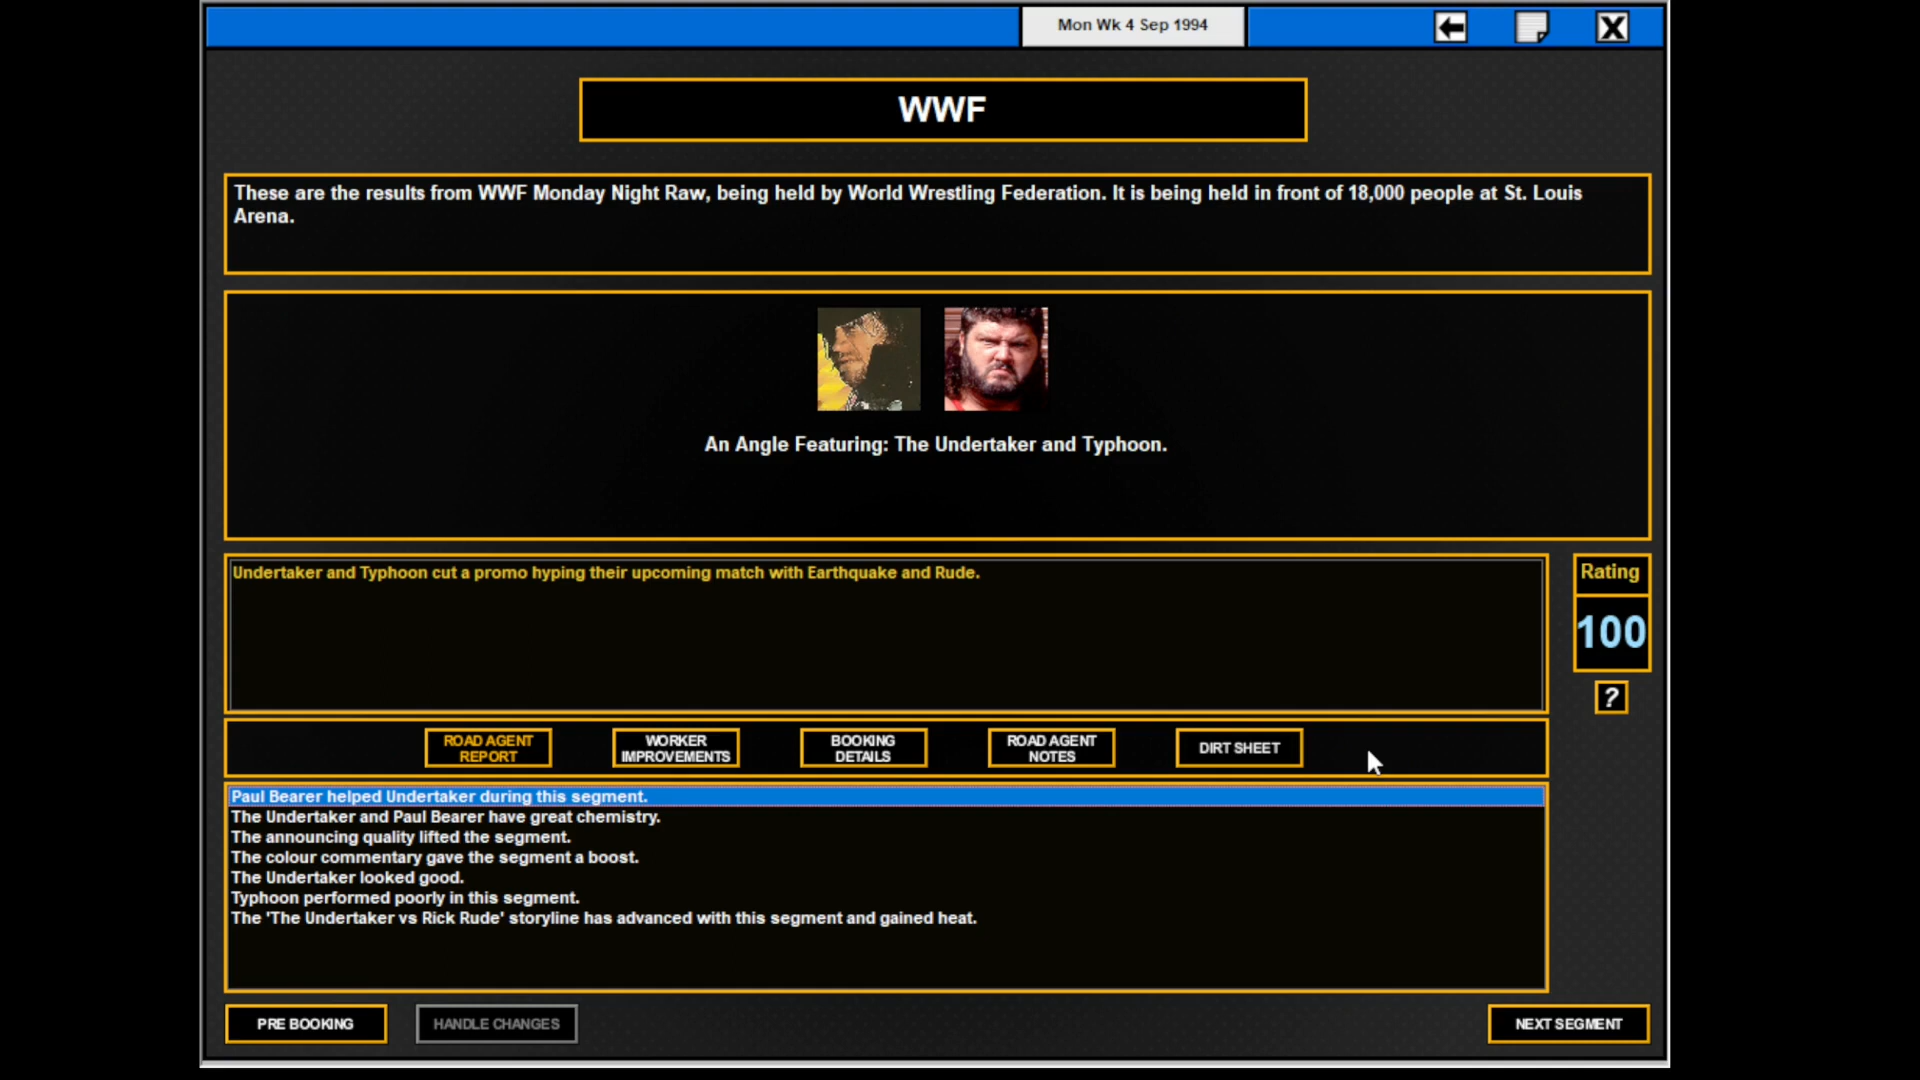 Mon Wk 4 Sep 1994
WWF
These are the results from WWF Monday Night Raw, being held by World Wrestling Federation. It is being held in front of 18,000 people at St. Louis
Arena.
An Angle Featuring: The Undertaker and Typhoon.
Undertaker and Typhoon cut a promo hyping their upcoming match with Earthquake and Rude.
Rating
100
?
ROAD AGENT
REPORT
WORKER
IMPROVEMENTS
BOOKING
DETAILS
ROAD AGENT
NOTES
DIRT SHEET
Paul Bearer helped Undertaker during this segment.
The Undertaker and Paul Bearer have great chemistry.
The announcing quality lifted the segment.
The colour commentary gave the segment a boost.
The Undertaker looked good.
Typhoon performed poorly in this segment.
The 'The Undertaker vs Rick Rude' storyline has advanced with this segment and gained heat.
PRE BOOKING
HANDLE CHANGES
NEXT SEGMENT